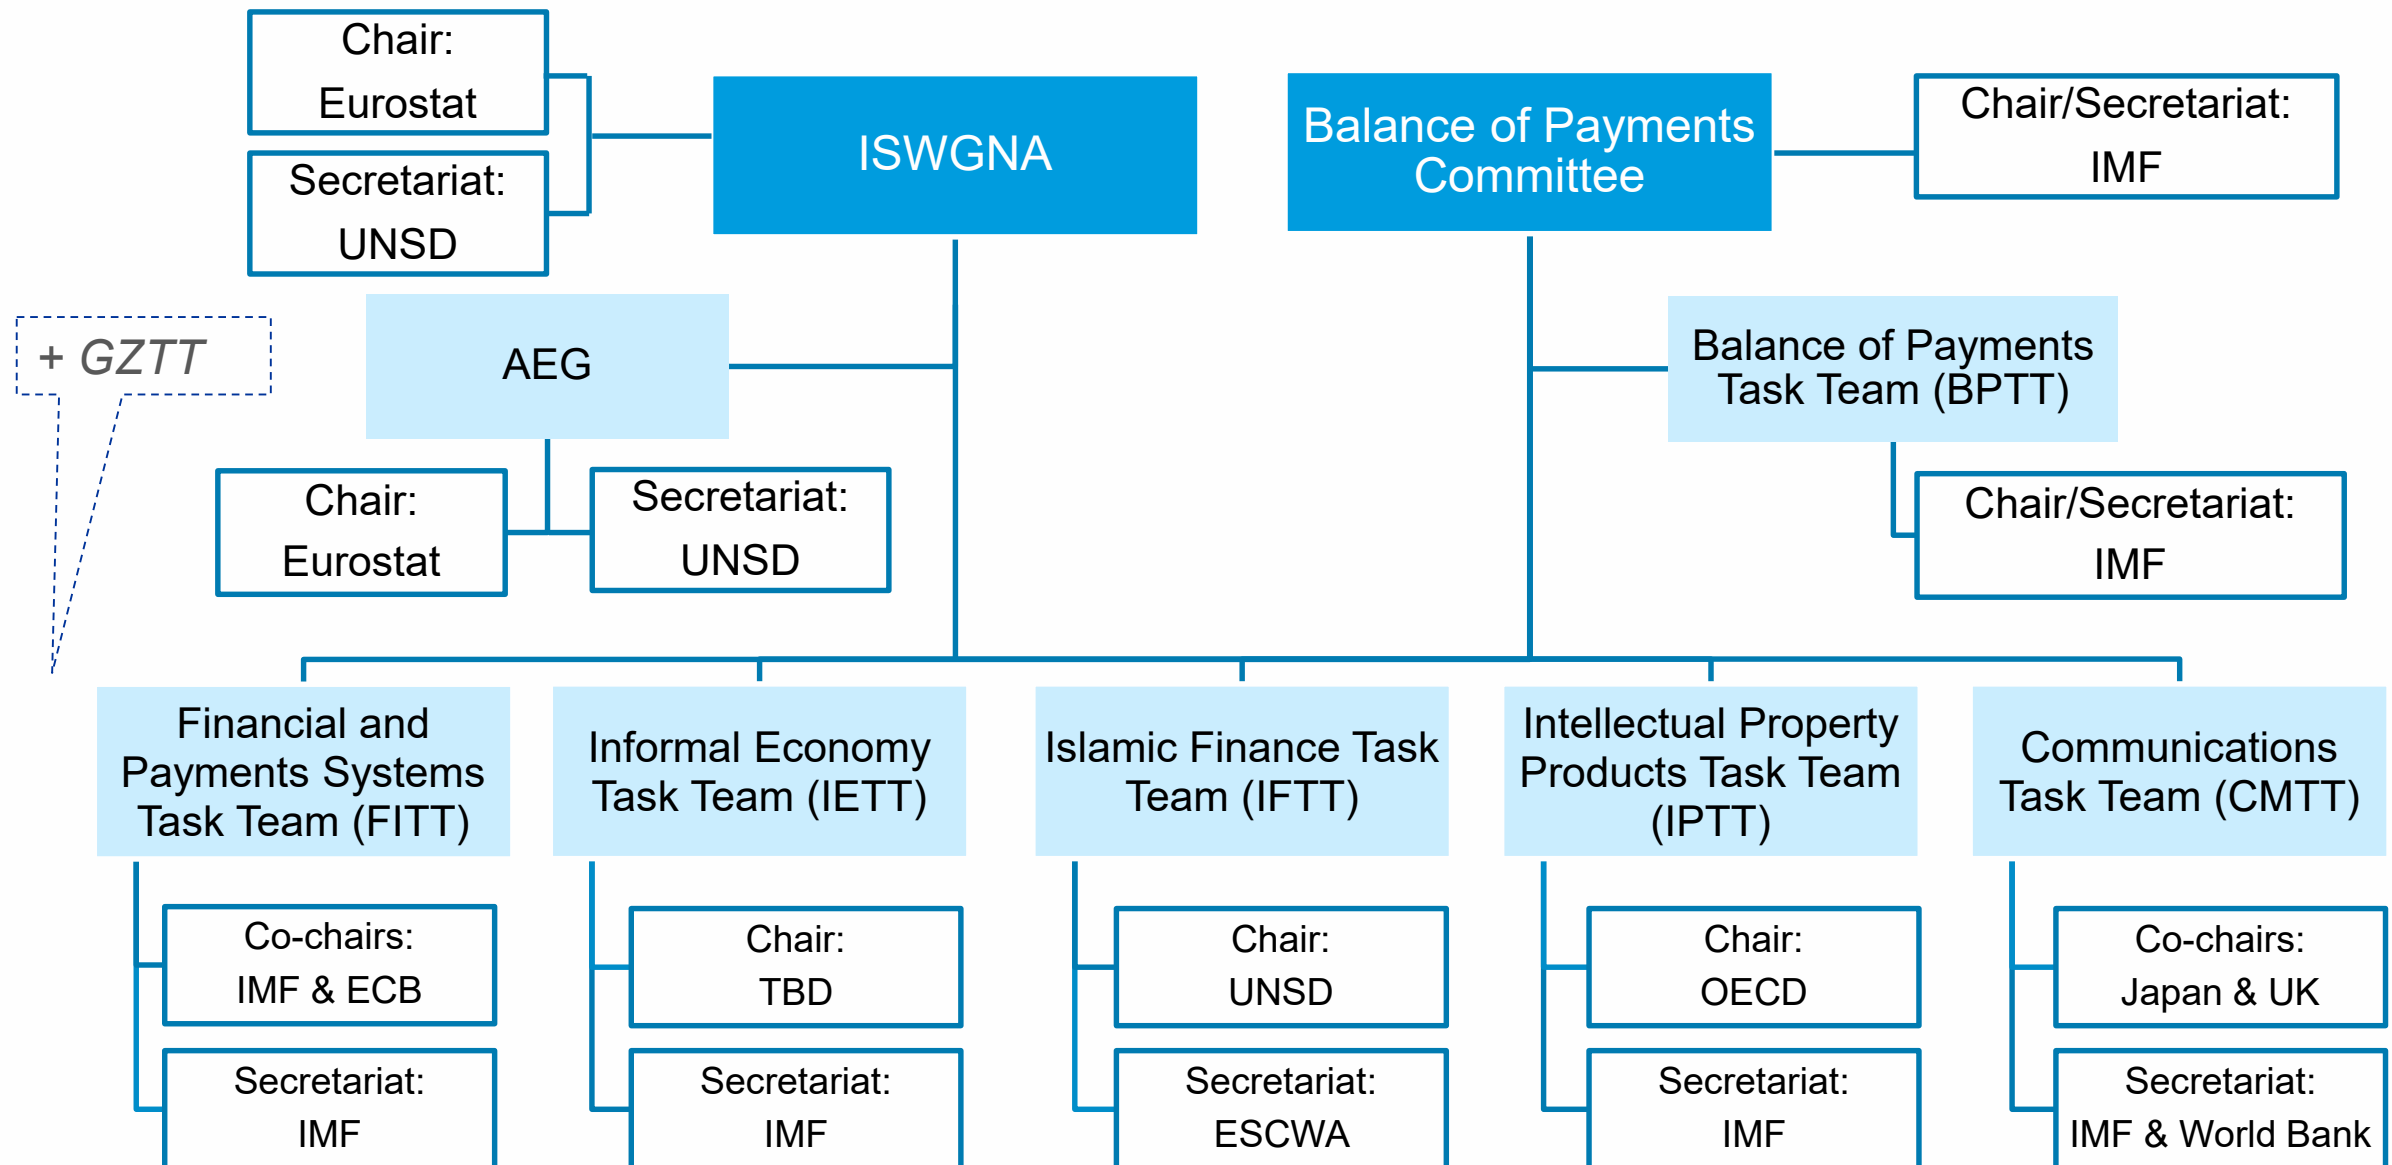 Chair:
Eurostat
Secretariat:
UNSD
ISWGNA
Balance of Payments
Committee
Chair/Secretariat:
IMF
+ GZTT
AEG
Chair:
Eurostat
Secretariat:
UNSD
Balance of Payments
Task Team (BPTT)
Chair/Secretariat:
IMF
Financial and
Payments Systems
Task Team (FITT)
Co-chairs:
IMF & ECB
Secretariat:
IMF
Informal Economy
Task Team (IETT)
Chair:
TBD
Secretariat:
IMF
Islamic Finance Task
Team (IFTT)
Chair:
UNSD
Secretariat:
ESCWA
Intellectual Property
Products Task Team
(IPTT)
Chair:
OECD
Secretariat:
IMF
Communications
Task Team (CMTT)
Co-chairs:
Japan & UK
Secretariat:
IMF & World Bank